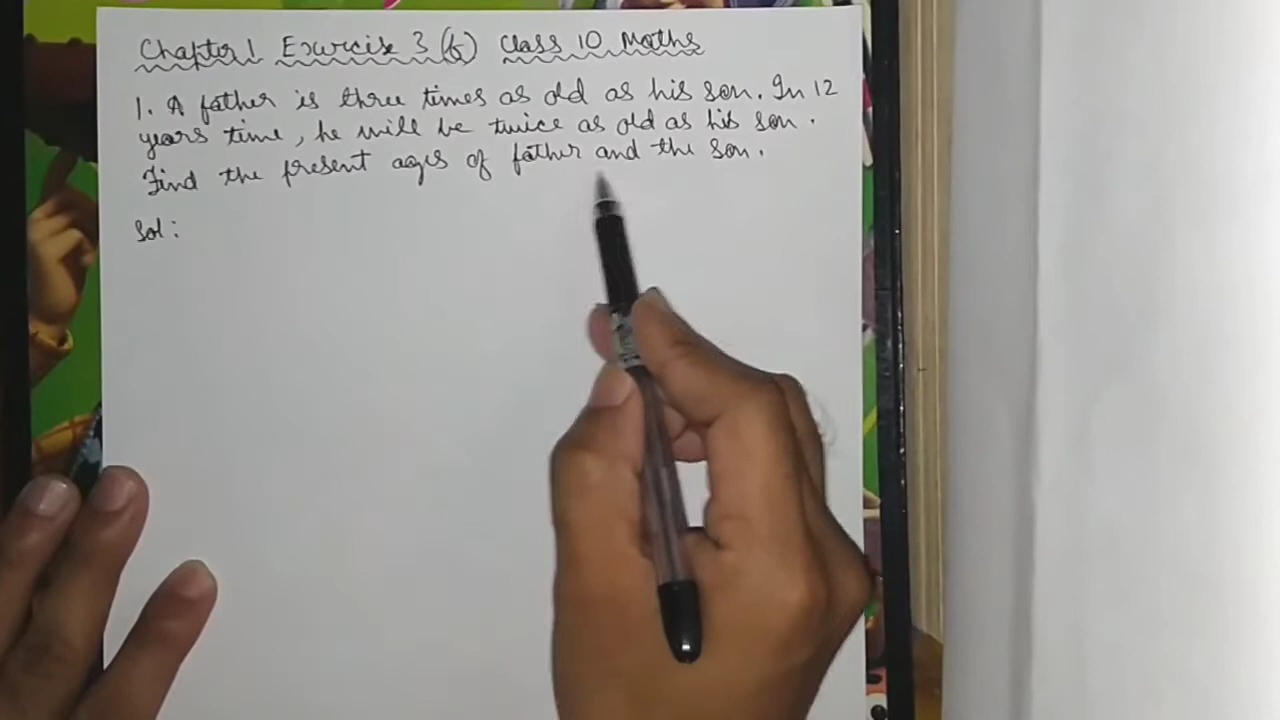 Chapter 1 Exercise 3 (f) Class 10 Maths
1. A father is three times as old as his son. In 12
years time, he will be twice as old as his son.
Find the present ages of father and the son.
Sol: